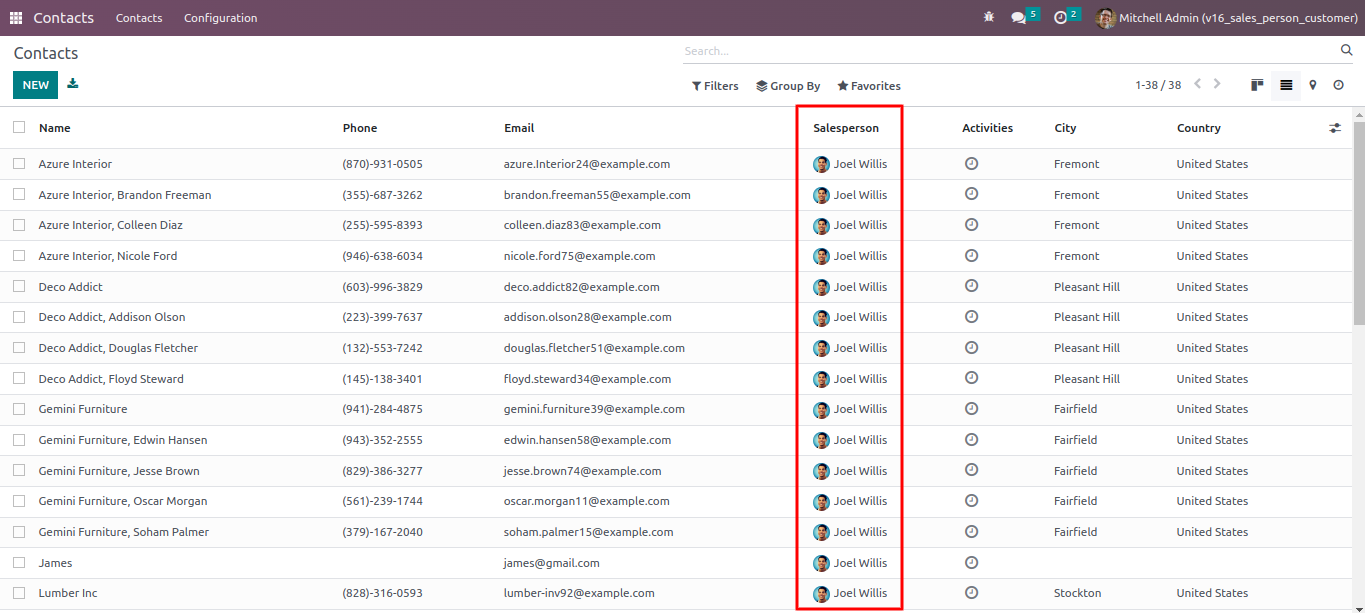 Contacts Contacts Configuration 5 2 Mitchell Admin (v16_sales_person_customer)
Contacts Search...
NEW Filters Group By Favorites 1-38 / 38
Name Phone Email Salesperson Activities City Country
Azure Interior (870)-931-0505 azure.Interior24@example.com Joel Willis Fremont United States
Azure Interior, Brandon Freeman (355)-687-3262 brandon.freeman55@example.com Joel Willis Fremont United States
Azure Interior, Colleen Diaz (255)-595-8393 colleen.diaz83@example.com Joel Willis Fremont United States
Azure Interior, Nicole Ford (946)-638-6034 nicole.ford75@example.com Joel Willis Fremont United States
Deco Addict (603)-996-3829 deco.addict82@example.com Joel Willis Pleasant Hill United States
Deco Addict, Addison Olson (223)-399-7637 addison.olson28@example.com Joel Willis Pleasant Hill United States
Deco Addict, Douglas Fletcher (132)-553-7242 douglas.fletcher51@example.com Joel Willis Pleasant Hill United States
Deco Addict, Floyd Steward (145)-138-3401 floyd.steward34@example.com Joel Willis Pleasant Hill United States
Gemini Furniture (941)-284-4875 gemini.furniture39@example.com Joel Willis Fairfield United States
Gemini Furniture, Edwin Hansen (943)-352-2555 edwin.hansen58@example.com Joel Willis Fairfield United States
Gemini Furniture, Jesse Brown (829)-386-3277 jesse.brown74@example.com Joel Willis Fairfield United States
Gemini Furniture, Oscar Morgan (561)-239-1744 oscar.morgan11@example.com Joel Willis Fairfield United States
Gemini Furniture, Soham Palmer (379)-167-2040 soham.palmer15@example.com Joel Willis Fairfield United States
James james@gmail.com Joel Willis
Lumber Inc (828)-316-0593 lumber-inv92@example.com Joel Willis Stockton United States